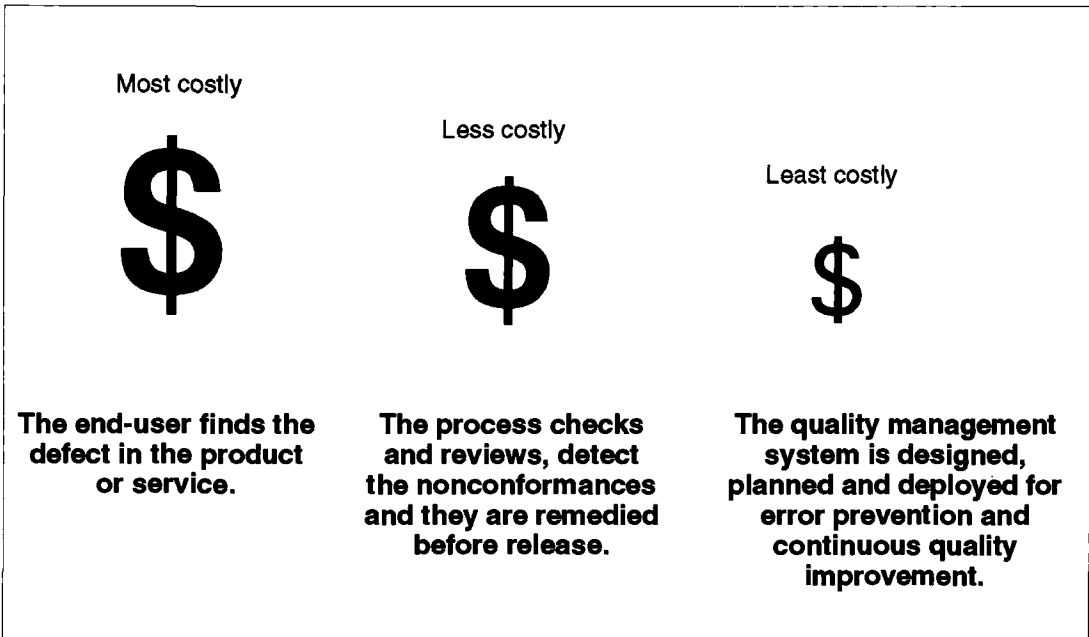 Most costly
$
The end-user finds the
defect in the product
or service.
Less costly
$
The process checks
and reviews, detect
the nonconformances
and they are remedied
before release.
Least costly
$
The quality management
system is designed,
planned and deployed for
error prevention and
continuous quality
improvement.